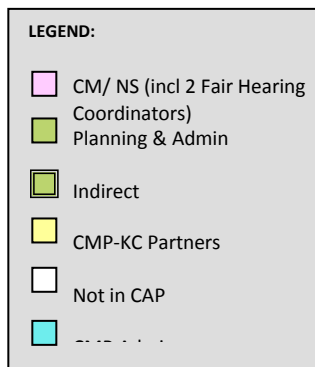 LEGEND:
CM/ NS (incl 2 Fair Hearing
Coordinators)
Planning & Admin
Indirect
CMP-KC Partners
Not in CAP